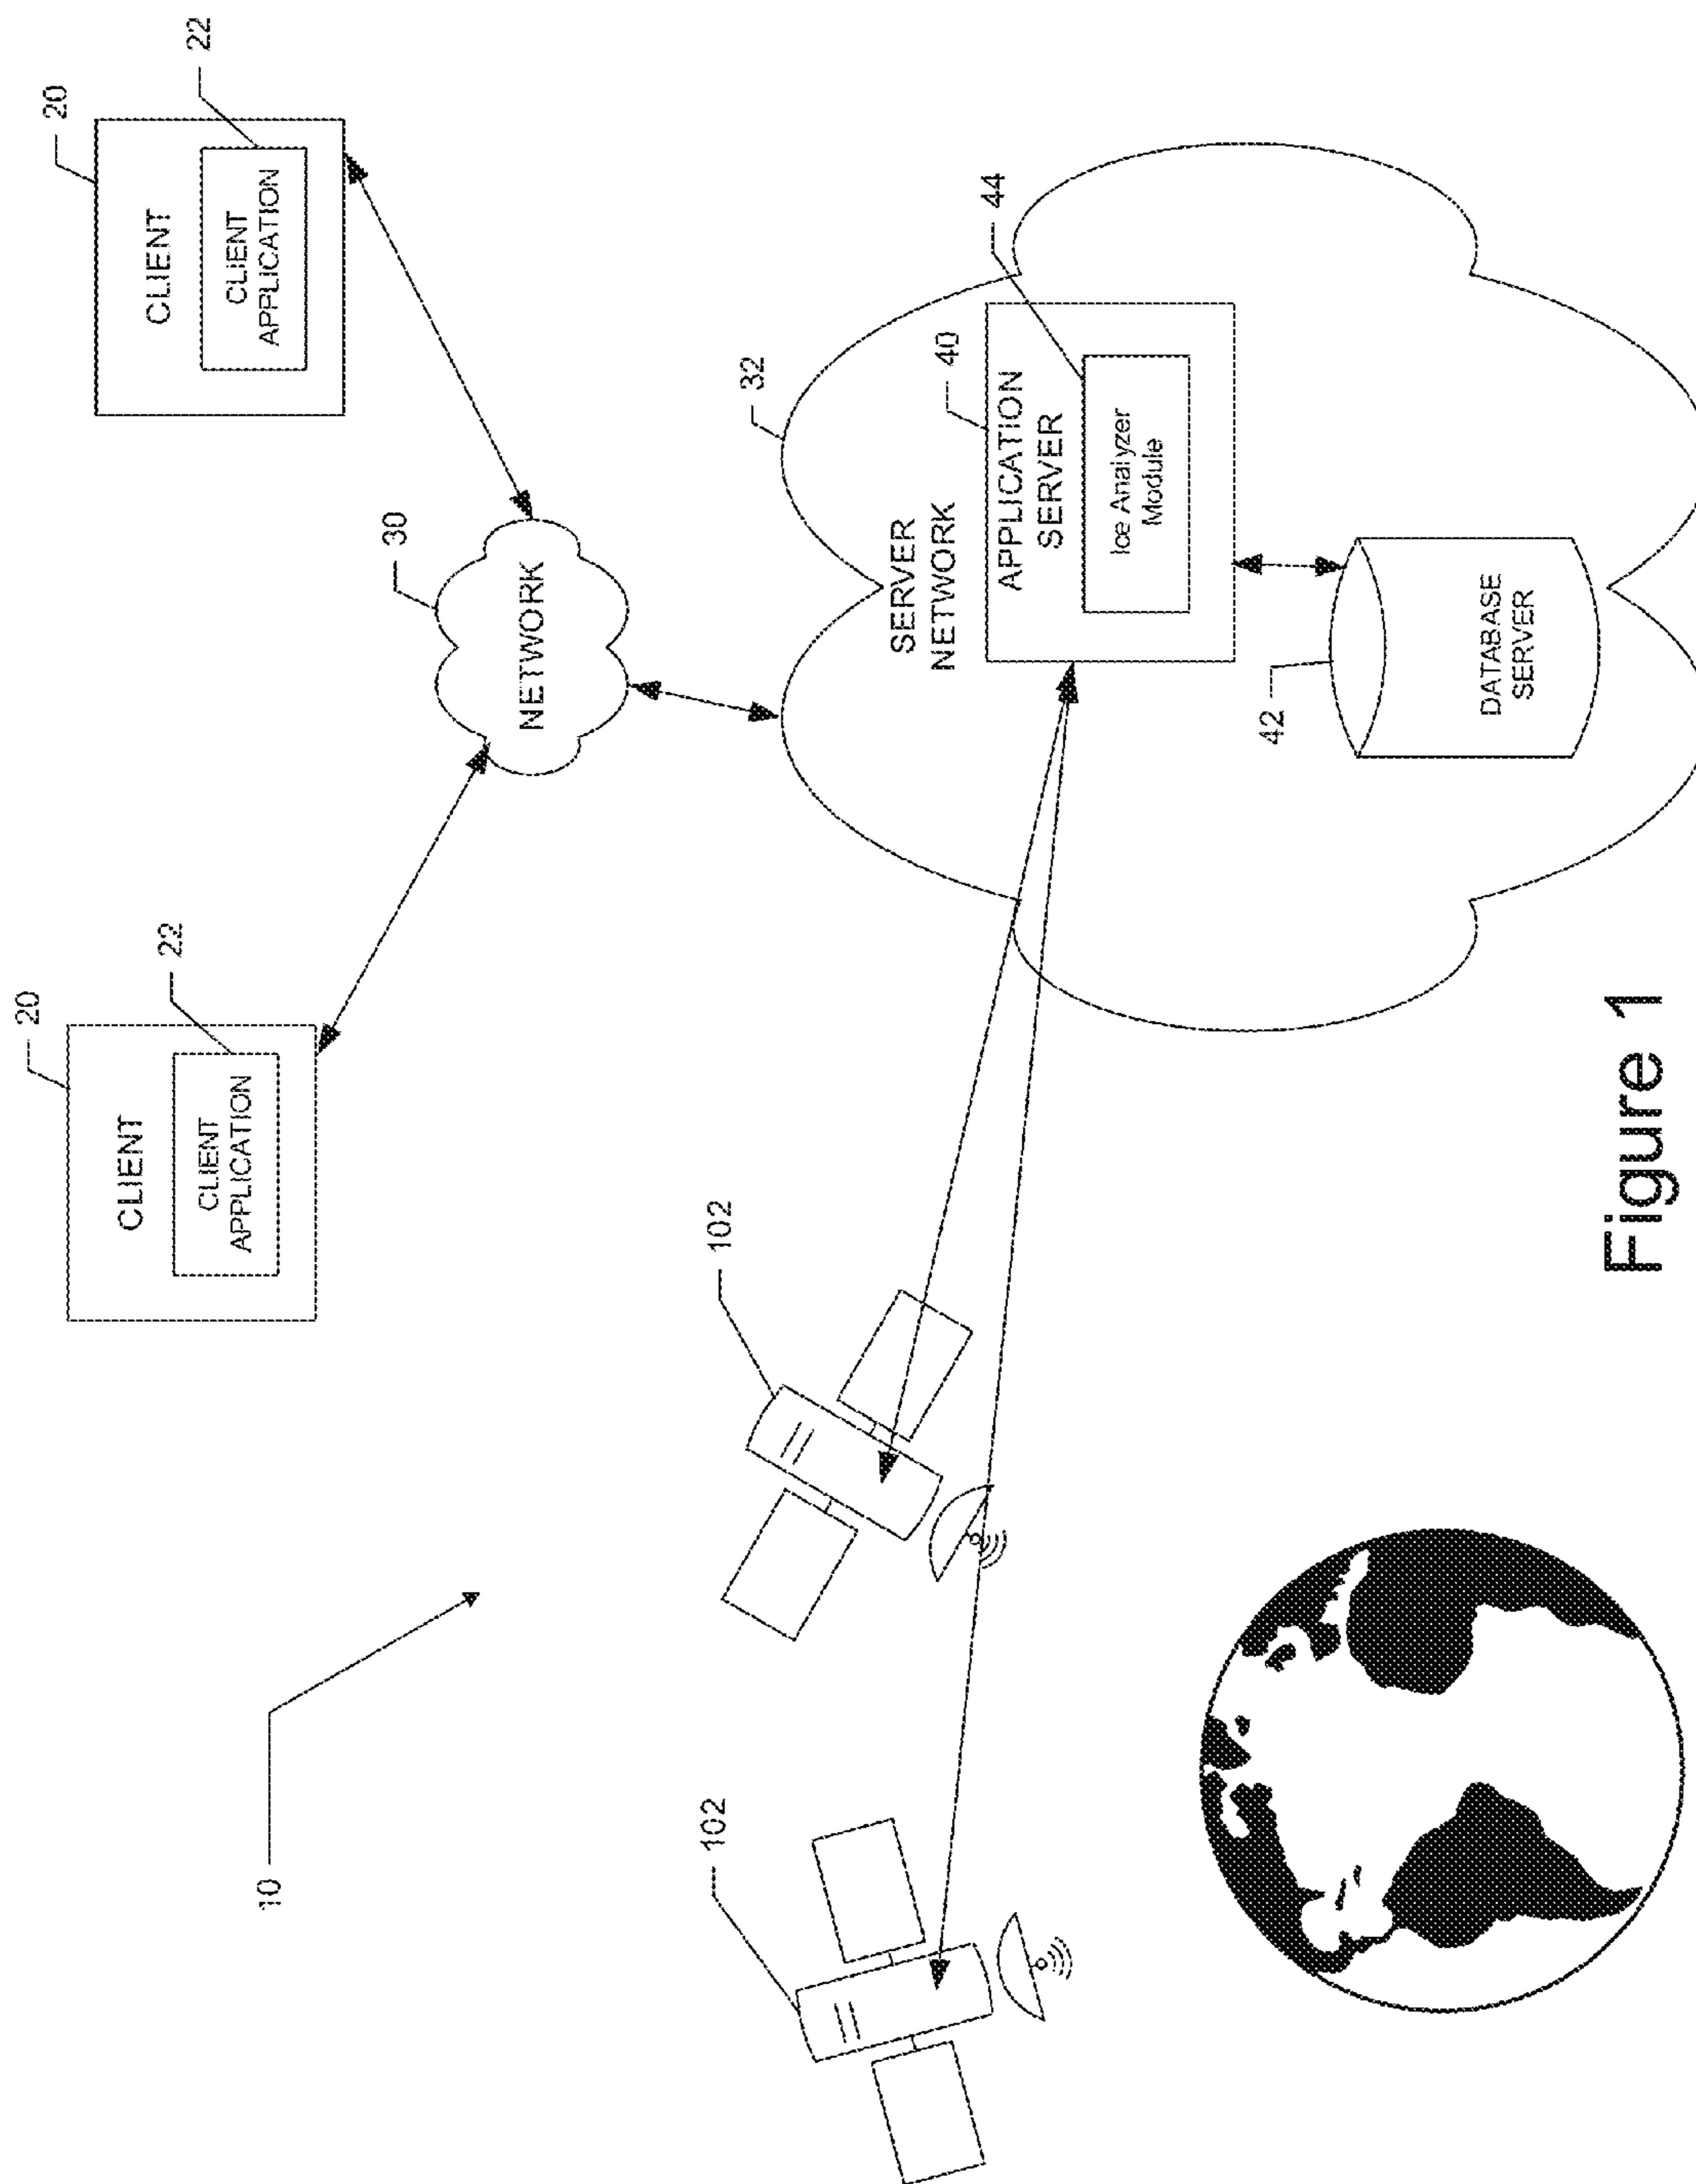 10
102
102
20
CLIENT
CLIENT
APPLICATION
22
20
CLIENT
CLIENT
APPLICATION
22
NETWORK
30
SERVER
NETWORK
32
APPLICATION
SERVER
40
Ice Analyzer
Module
44
42
DATABASE
SERVER
Figure 1